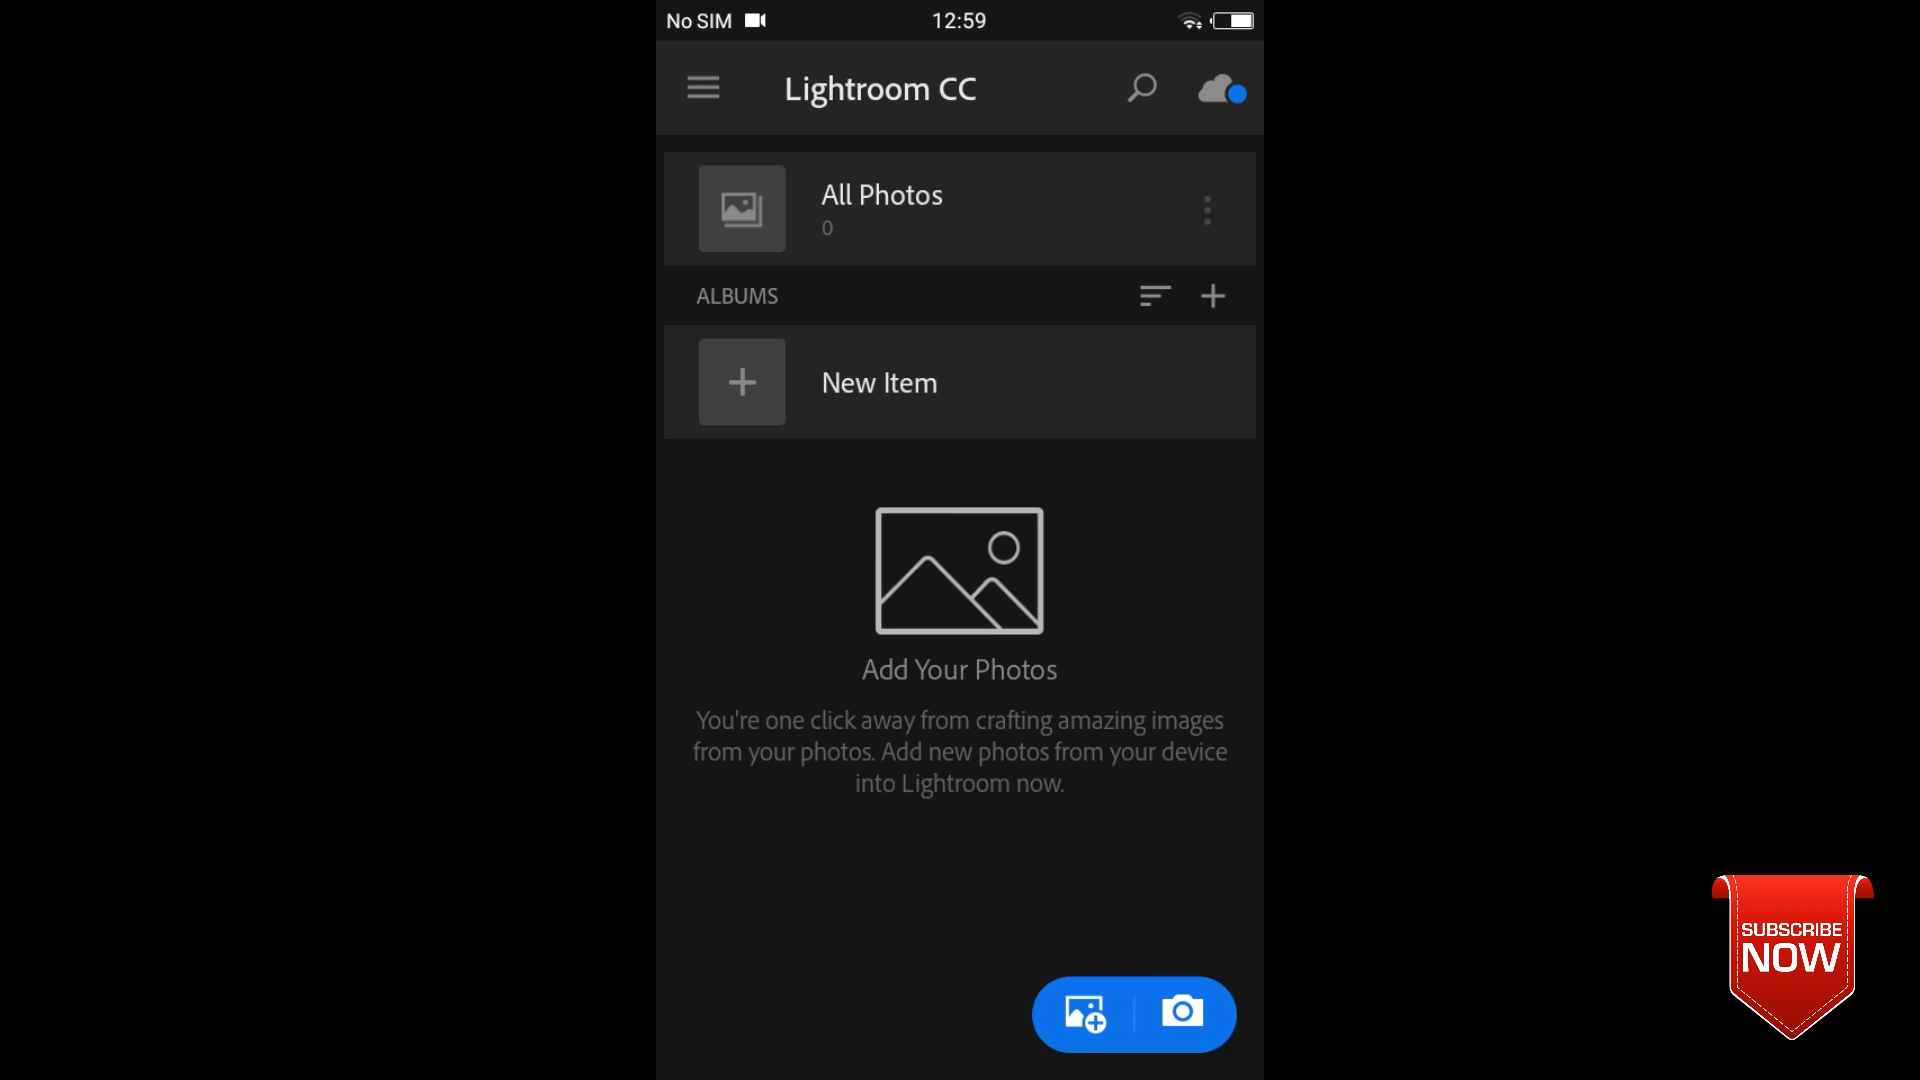 No SIM 12:59
Lightroom CC
All Photos
0
ALBUMS
New Item
Add Your Photos
You're one click away from crafting amazing images
from your photos. Add new photos from your device
into Lightroom now.
SUBSCRIBE
NOW